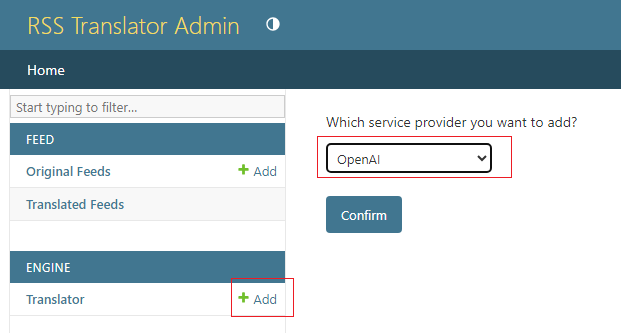 RSS Translator Admin
Home
Start typing to filter...
FEED
Original Feeds + Add
Translated Feeds
ENGINE
Translator + Add
Which service provider you want to add?
OpenAI
Confirm